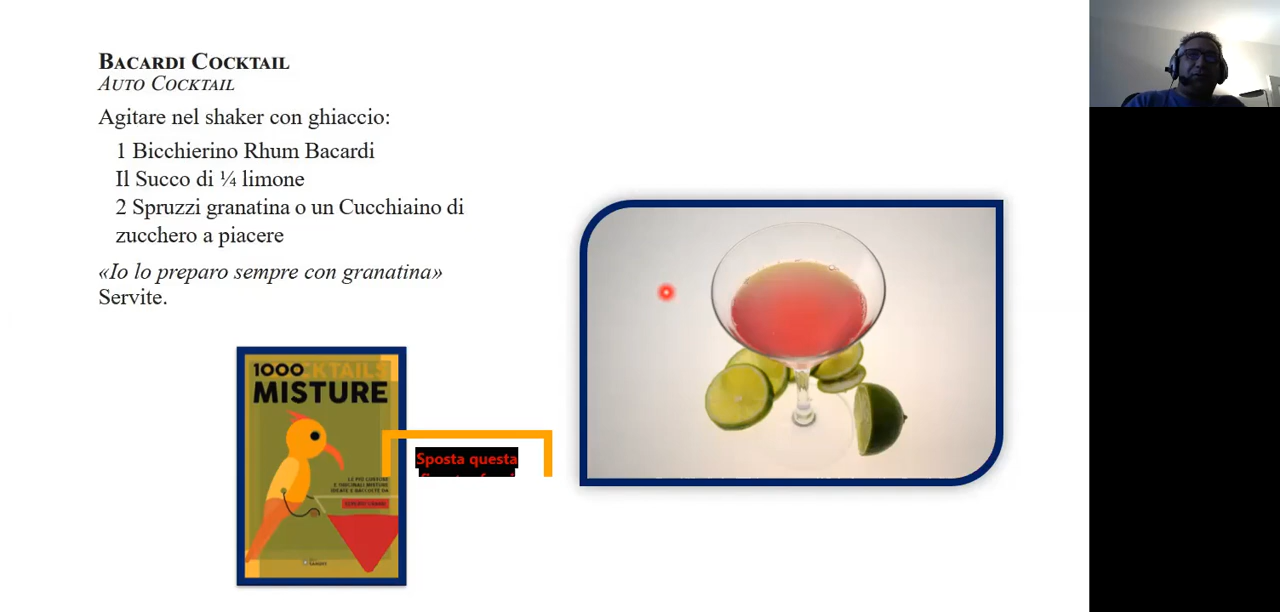 BACARDI COCKTAIL
AUTO COCKTAIL
Agitare nel shaker con ghiaccio:
1 Bicchierino Rhum Bacardi
Il Succo di ¼ limone
2 Spruzzi granatina o un Cucchiaino di
zucchero a piacere
«Io lo preparo sempre con granatina»
Servite.
1000 COCKTAILS
MISTURE
Sposta questa